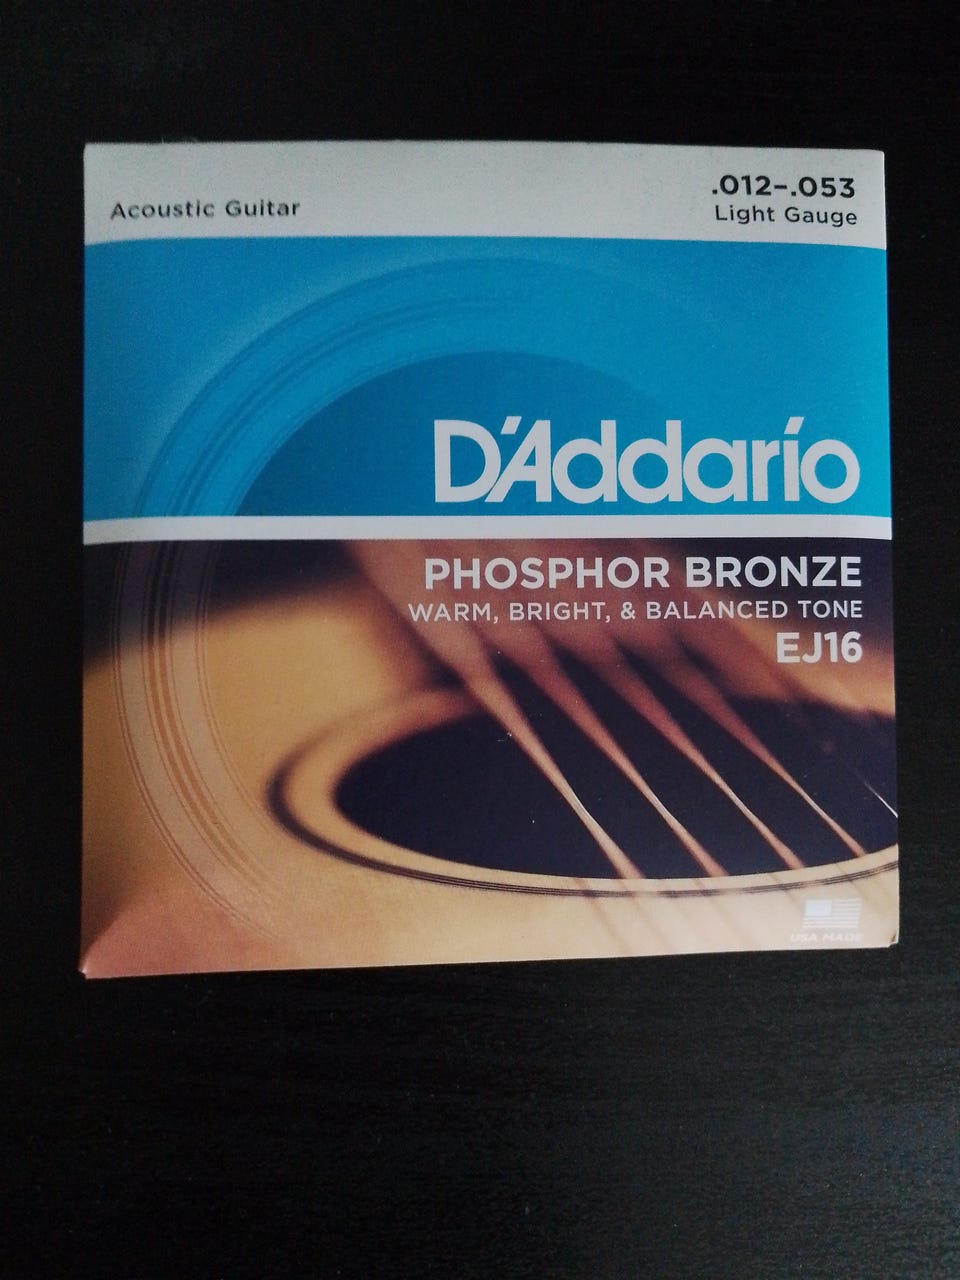 Acoustic Guitar
.012–.053
Light Gauge
D'Addario
PHOSPHOR BRONZE
WARM, BRIGHT, & BALANCED TONE
EJ16
USA MADE